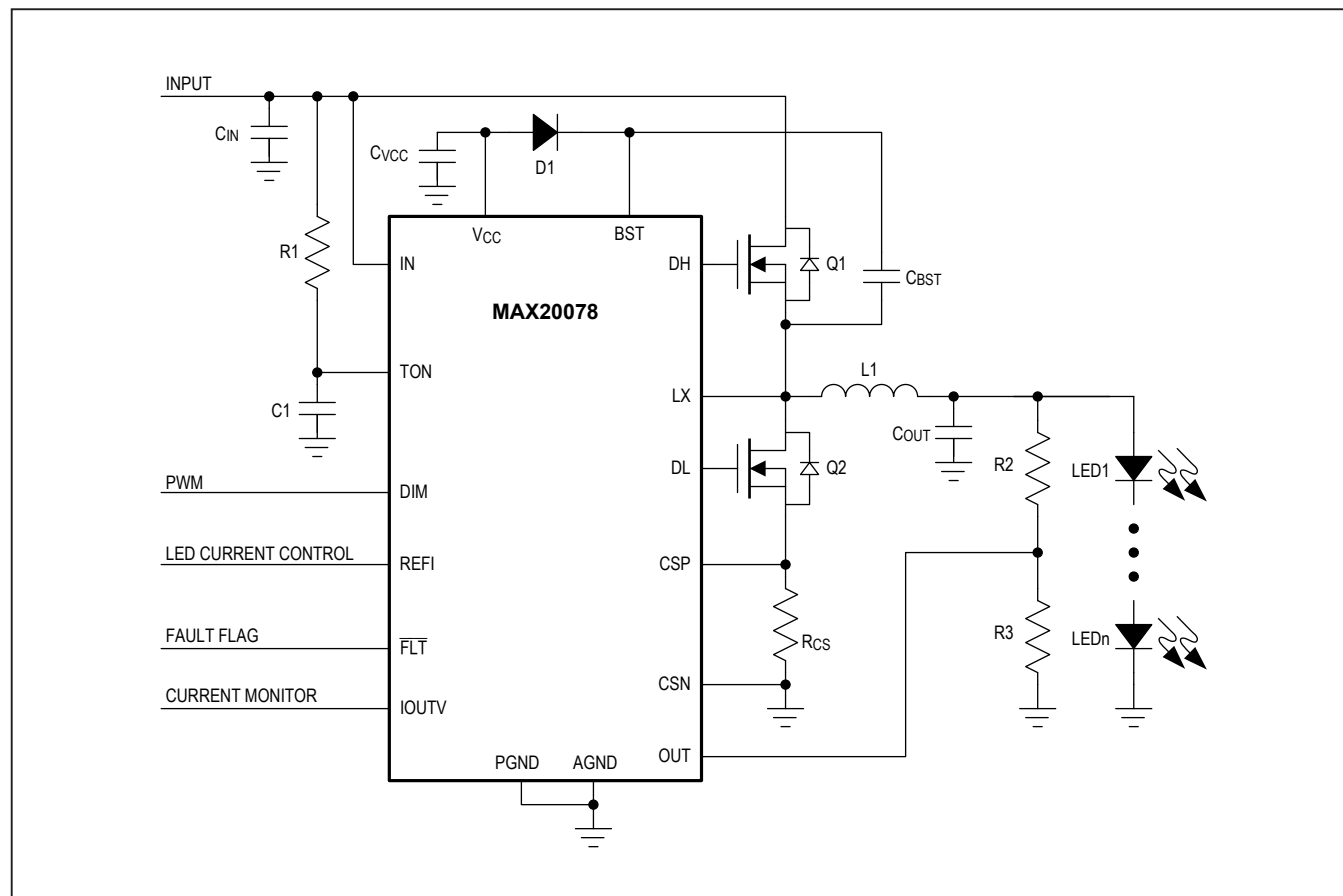 INPUT
CIN
CVCC
D1
R1
VCC
BST
IN
DH
Q1
CBST
MAX20078
TON
LX
L1
C1
COUT
DL
Q2
R2
LED1
PWM
DIM
LED CURRENT CONTROL
REFI
CSP
RCS
R3
LEDn
FAULT FLAG
FLT
CSN
CURRENT MONITOR
IOUTV
OUT
PGND
AGND